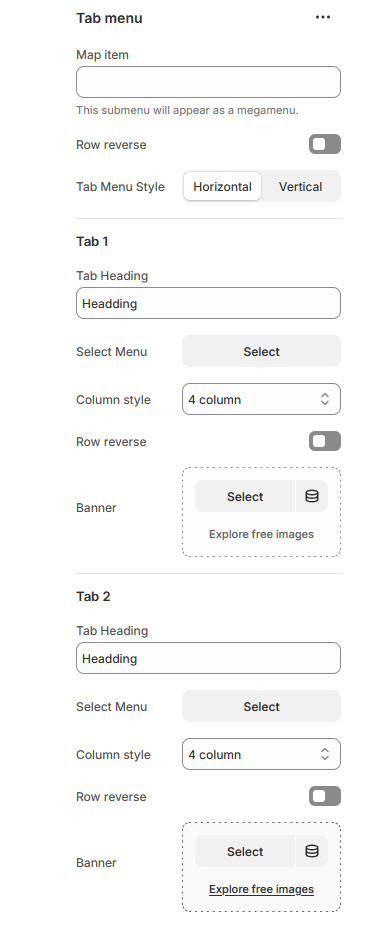 Tab menu
Map item
This submenu will appear as a megamenu.
Row reverse
Tab Menu Style Horizontal Vertical
Tab 1
Tab Heading
Headding
Select Menu Select
Column style 4 column
Row reverse
Banner Select
Explore free images
Tab 2
Tab Heading
Headding
Select Menu Select
Column style 4 column
Row reverse
Banner Select
Explore free images